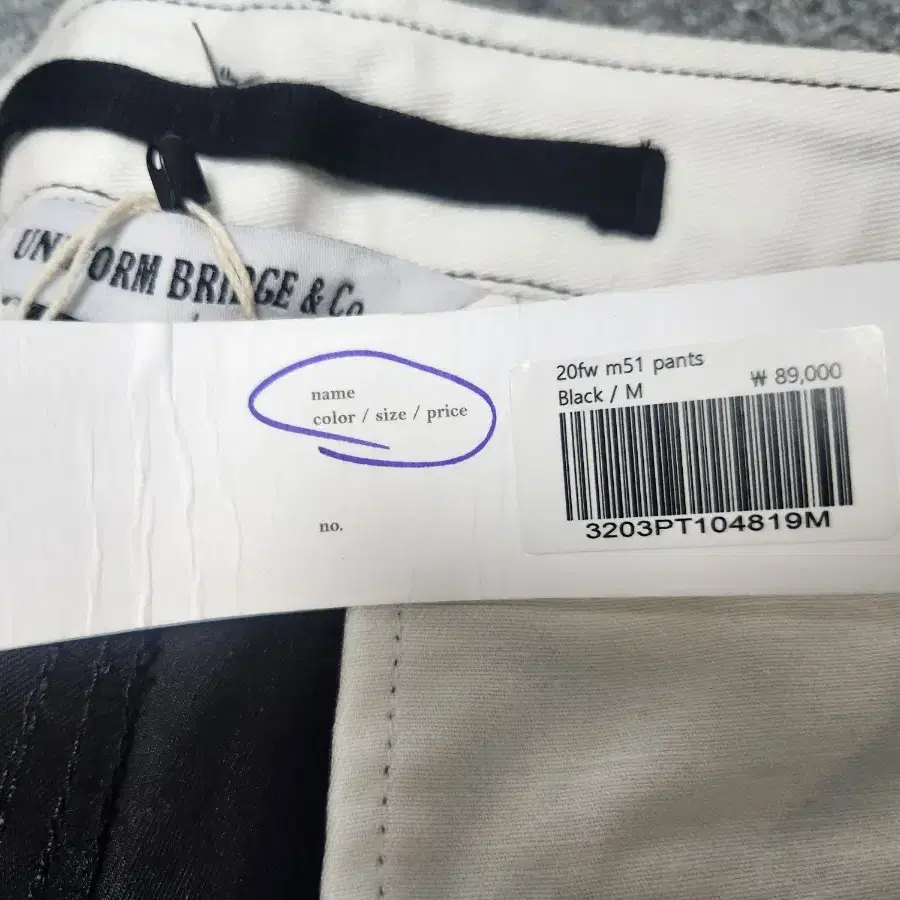 UNIFORM BRIDGE & Co
name
color / size / price
no.
20fw m51 pants
Black / M
₩ 89,000
3203PT104819M